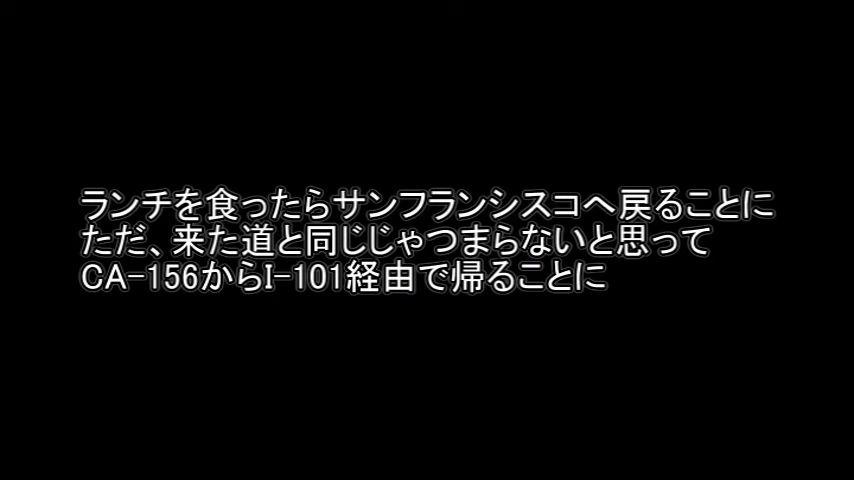 ランチを食ったらサンフランシスコへ戻ることに
ただ、来た道と同じじゃつまらないと思って
CA-156からI-101経由で帰ることに